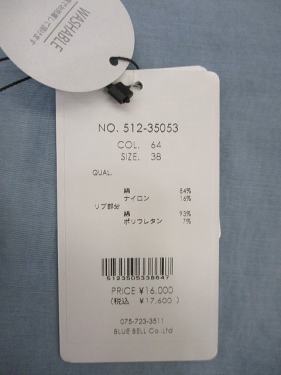 WASHABLE
NO. 512-35053
COL. 64
SIZE. 38
QUAL.
綿 84%
ナイロン 16%
リブ部分
綿 93%
ポリウレタン 7%
5123505338647
PRICE ¥16,000
(税込 ¥17,600)
075-723-3511
BLUE BELL Co.,Ltd